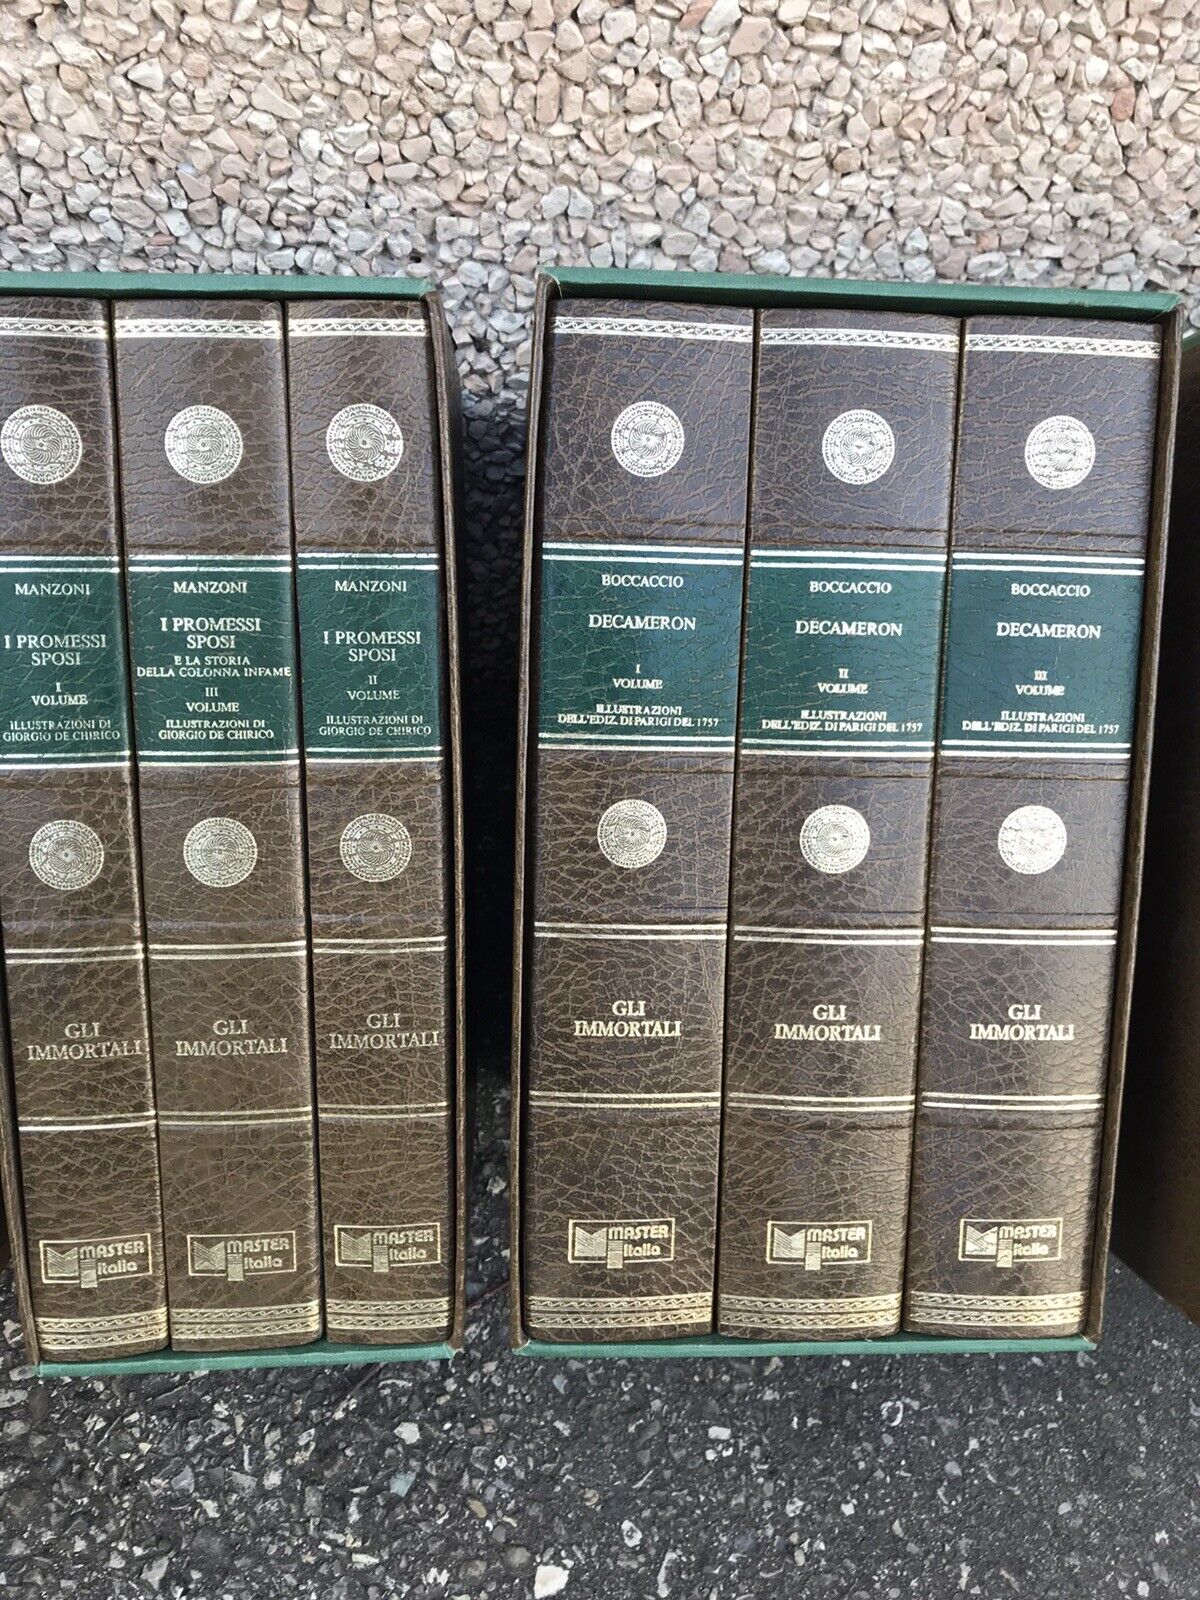 MANZONI
I PROMESSI
SPOSI
I
VOLUME
ILLUSTRAZIONI DI
GIORGIO DE CHIRICO
GLI
IMMORTALI
MASTER
Italia
MANZONI
I PROMESSI
SPOSI
E LA STORIA
DELLA COLONNA INFAME
III
VOLUME
ILLUSTRAZIONI DI
GIORGIO DE CHIRICO
GLI
IMMORTALI
MASTER
Italia
MANZONI
I PROMESSI
SPOSI
II
VOLUME
ILLUSTRAZIONI DI
GIORGIO DE CHIRICO
GLI
IMMORTALI
MASTER
Italia
BOCCACCIO
DECAMERON
I
VOLUME
ILLUSTRAZIONI
DELL'EDIZ. DI PARIGI DEL 1757
GLI
IMMORTALI
MASTER
Italia
BOCCACCIO
DECAMERON
II
VOLUME
ILLUSTRAZIONI
DELL'EDIZ. DI PARIGI DEL 1757
GLI
IMMORTALI
MASTER
Italia
BOCCACCIO
DECAMERON
III
VOLUME
ILLUSTRAZIONI
DELL'EDIZ. DI PARIGI DEL 1757
GLI
IMMORTALI
MASTER
Italia